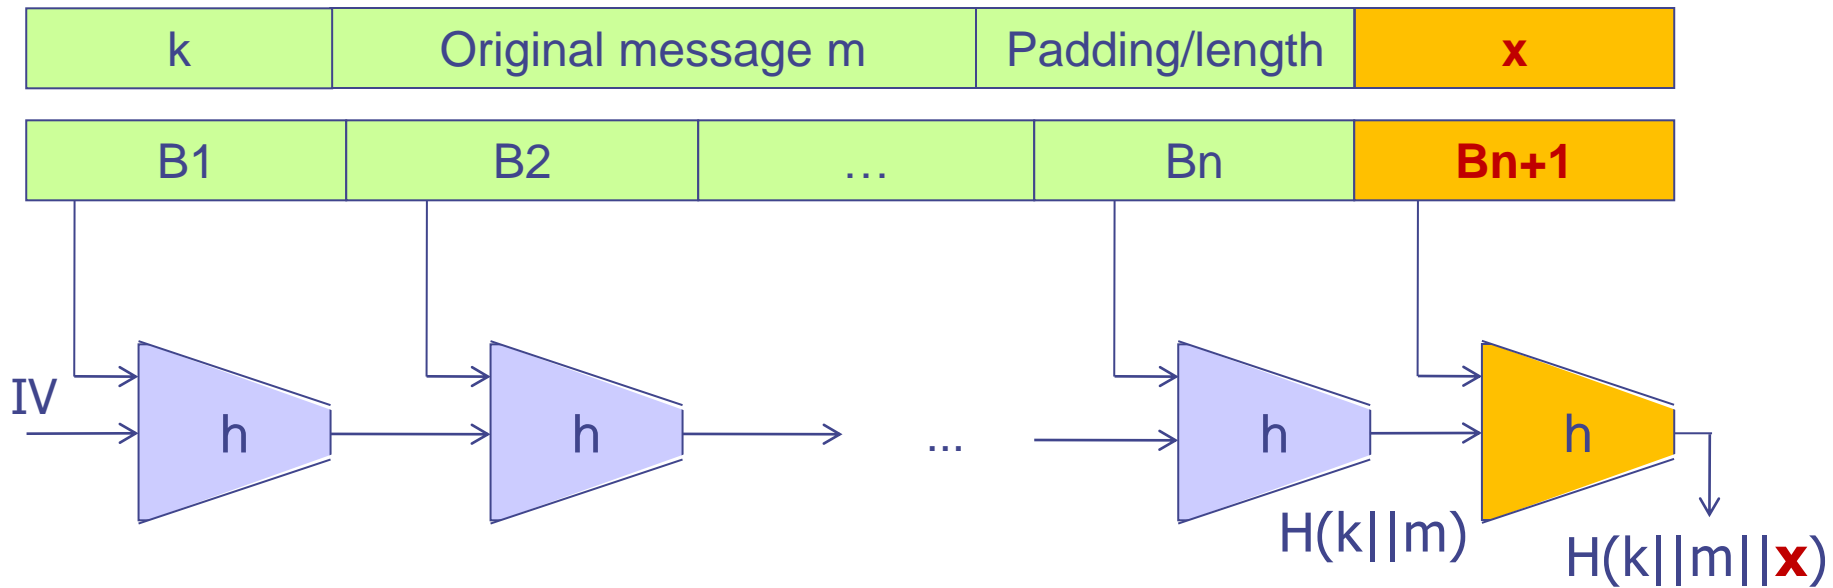 k Original message m Padding/length x
B1 B2 ... Bn Bn+1
IV
h h ... h h
H(k||m)
H(k||m||x)